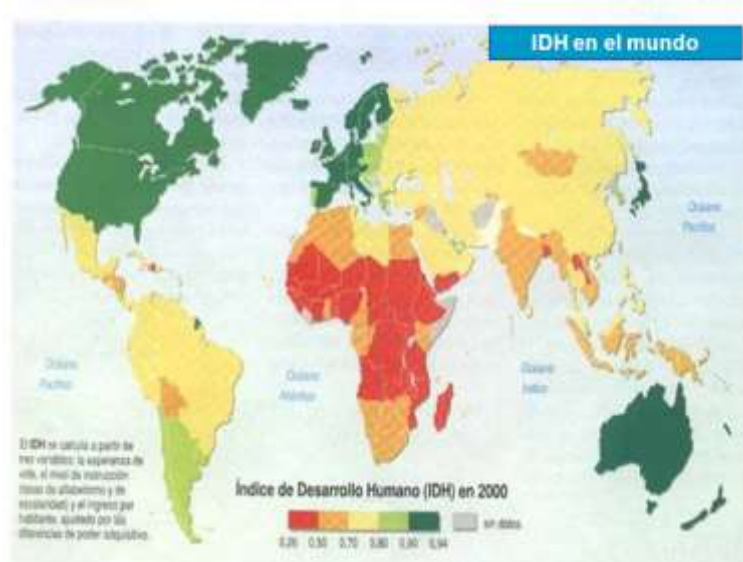 IDH en el mundo
Océano
Pacífico
Océano
Pacífico
Océano
Atlántico
Océano
Índico
El IDH se calcula a partir de
tres variables: la esperanza de
vida, el nivel de instrucción
(tasas de alfabetismo y de
escolaridad) y el ingreso por
habitante, ajustado por las
diferencias de poder adquisitivo.
Índice de Desarrollo Humano (IDH) en 2000
sin datos
0,26 0,50 0,70 0,80 0,90 0,94